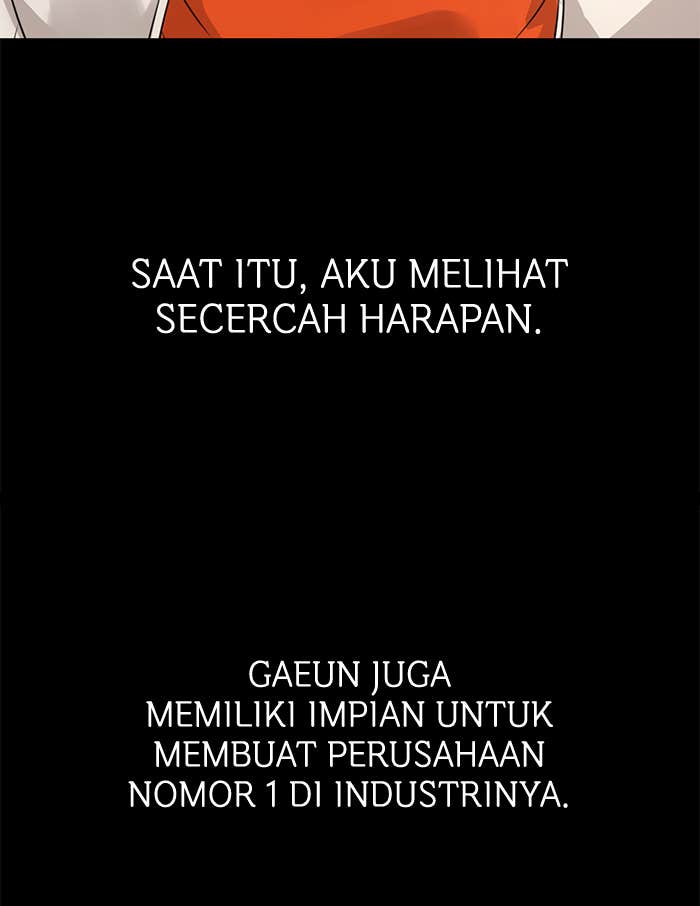 SAAT ITU, AKU MELIHAT
SECERCAH HARAPAN.
GAEUN JUGA
MEMILIKI IMPIAN UNTUK
MEMBUAT PERUSAHAAN
NOMOR 1 DI INDUSTRINYA.